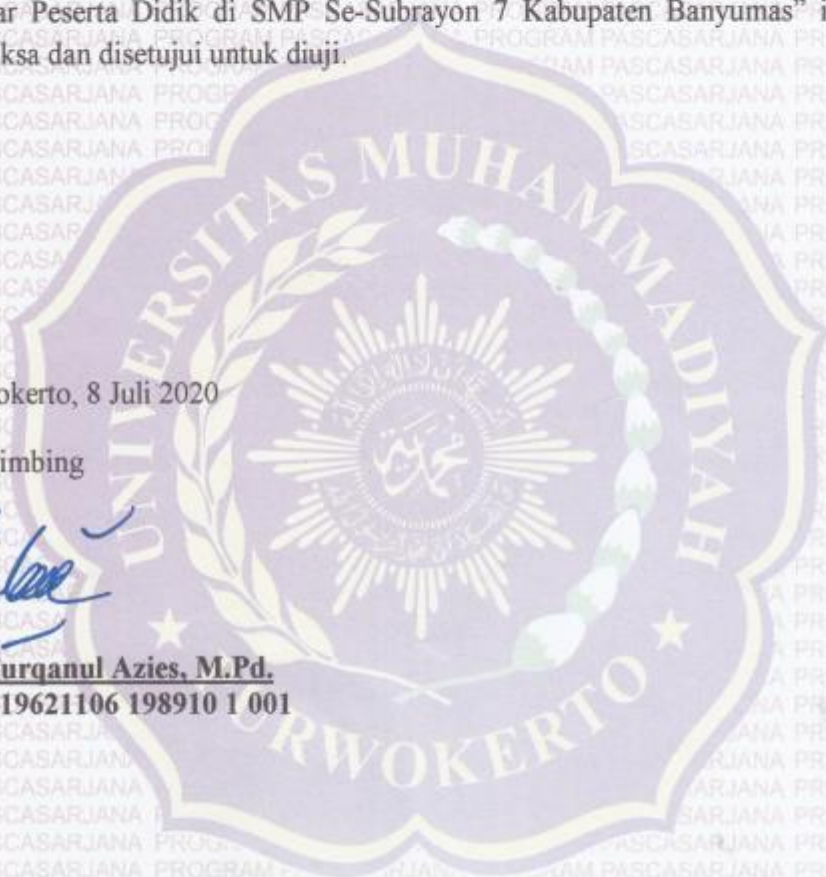 ar Peserta Didik di SMP Se-Subrayon 7 Kabupaten Banyumas” i
ksa dan disetujui untuk diuji.
UNIVERSITAS MUHAMMADIYAH
PURWOKERTO
okerto, 8 Juli 2020
imbing
urqanul Azies, M.Pd.
19621106 198910 1 001